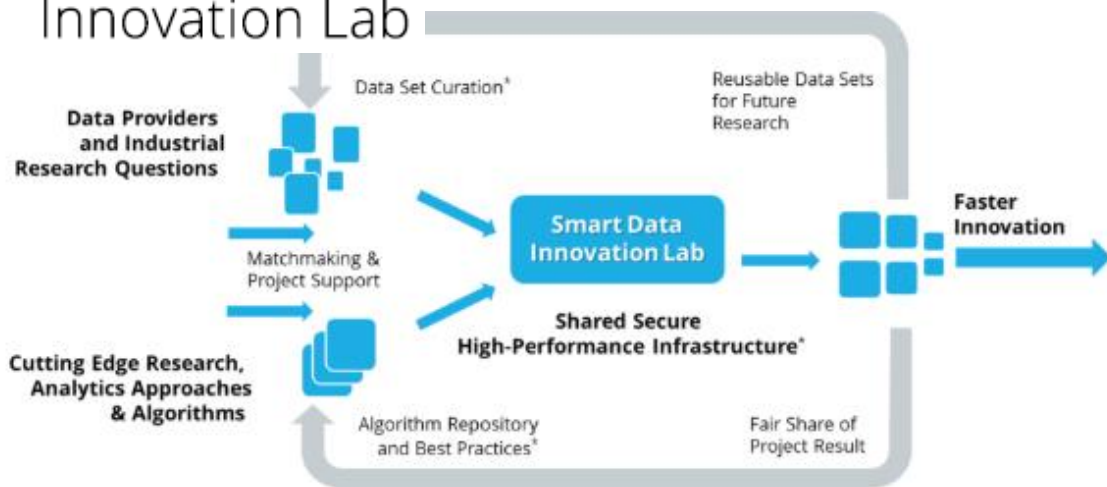 Innovation Lab
Data Set Curation*
Reusable Data Sets
for Future
Research
Data Providers
and Industrial
Research Questions
Smart Data
Innovation Lab
Faster
Innovation
Matchmaking &
Project Support
Shared Secure
High-Performance Infrastructure*
Cutting Edge Research,
Analytics Approaches
& Algorithms
Algorithm Repository
and Best Practices*
Fair Share of
Project Result